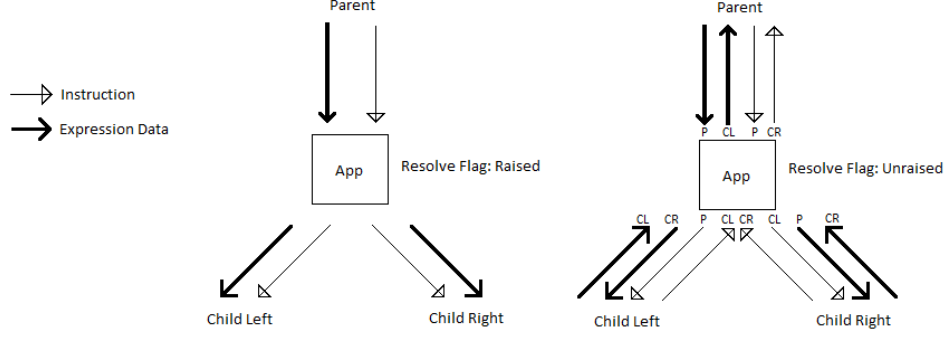 Parent
Parent
Instruction
Expression Data
P CL P CR
App
Resolve Flag: Raised
App
Resolve Flag: Unraised
CL CR P CL CR CL P CR
Child Left
Child Right
Child Left
Child Right